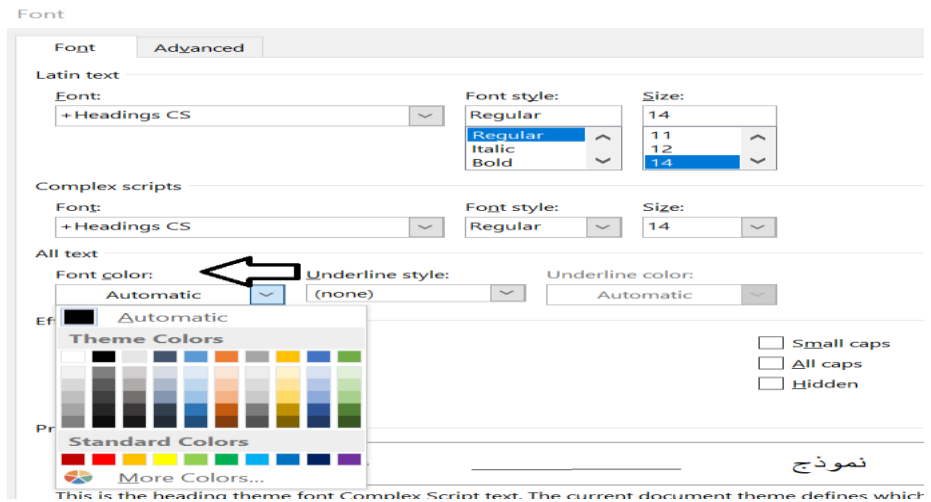 Font
Font Advanced
Latin text
Font: Font style: Size:
+Headings CS Regular 14
Regular 11
Italic 12
Bold 14
Complex scripts
Font: Font style: Size:
+Headings CS Regular 14
All text
Font color: Underline style: Underline color:
Automatic (none) Automatic
Ef Automatic
Theme Colors
Small caps
All caps
Hidden
Pr
Standard Colors
نموذج
More Colors...
This is the heading theme font Complex Script text. The current document theme defines which